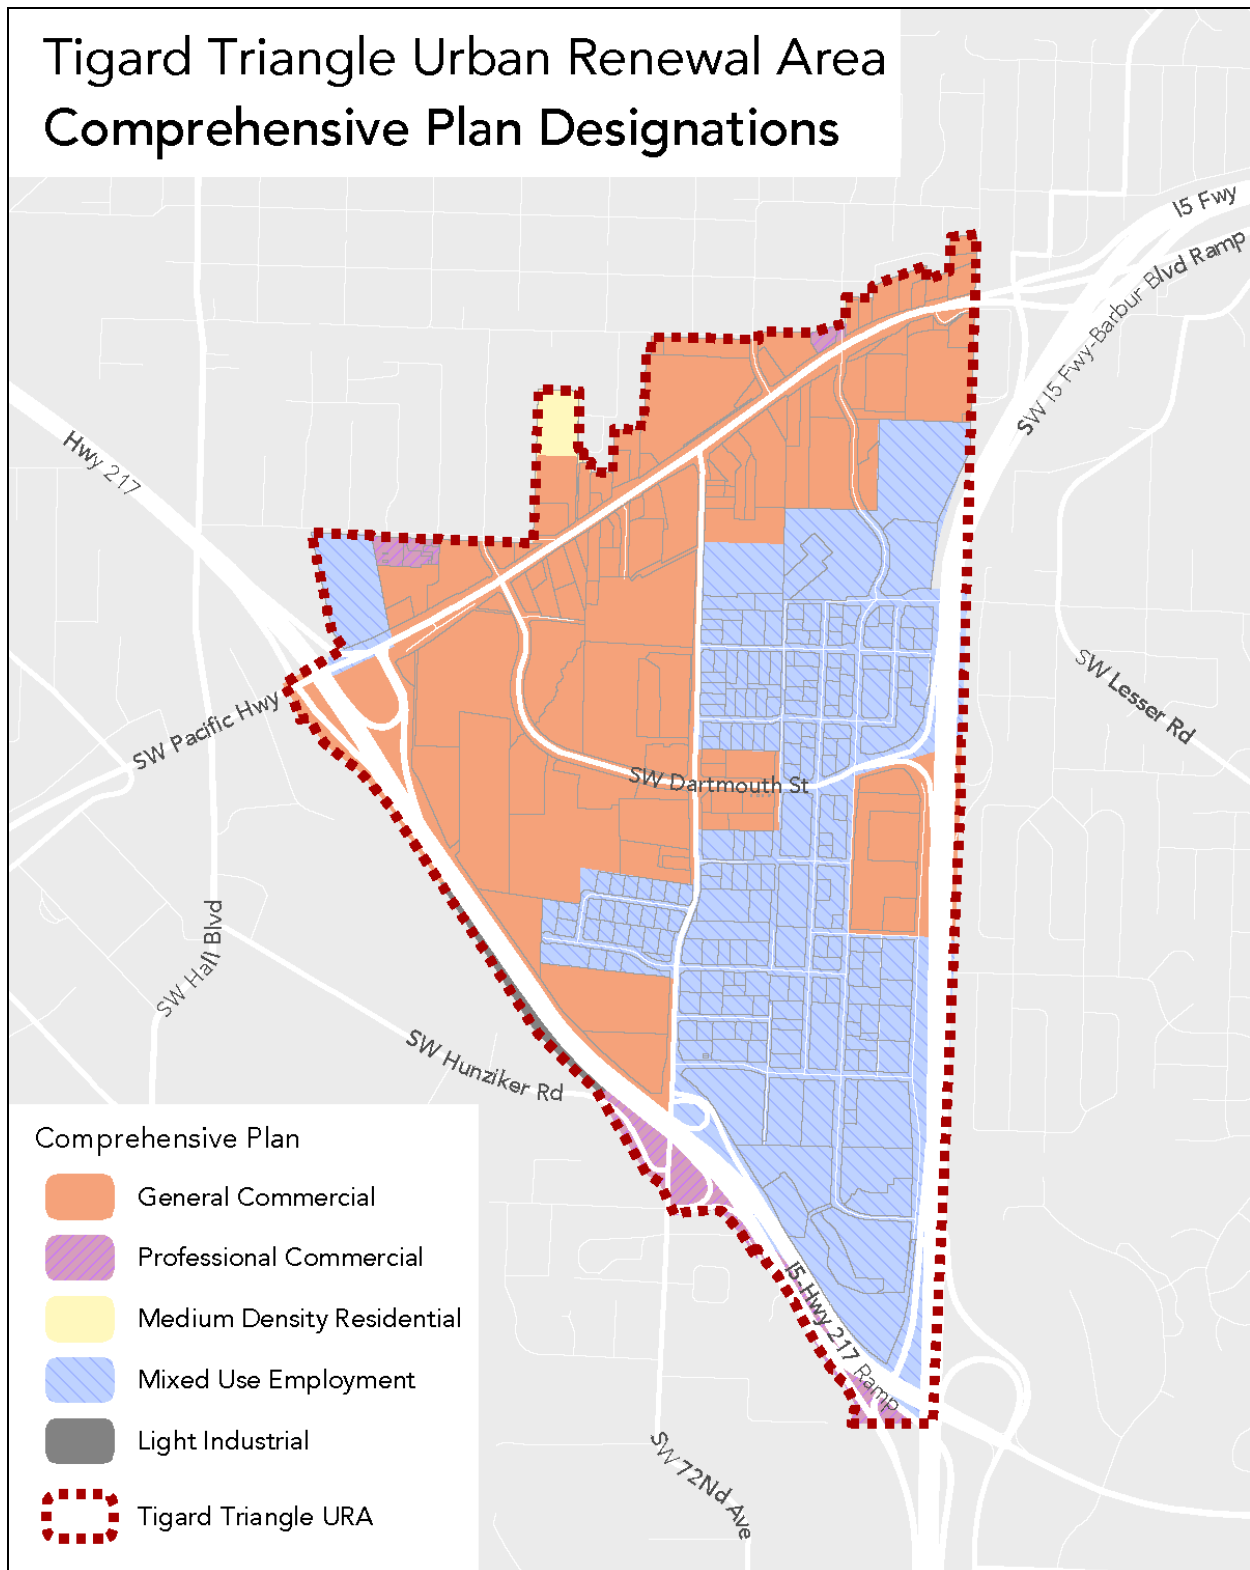 Tigard Triangle Urban Renewal Area
Comprehensive Plan Designations
I5 Fwy
SW I5 Fwy-Barbur Blvd Ramp
Hwy 217
SW Pacific Hwy
SW Lesser Rd
SW Dartmouth St
SW Hall Blvd
SW Hunziker Rd
I5-Hwy 217 Ramp
SW 72Nd Ave
Comprehensive Plan
General Commercial
Professional Commercial
Medium Density Residential
Mixed Use Employment
Light Industrial
Tigard Triangle URA